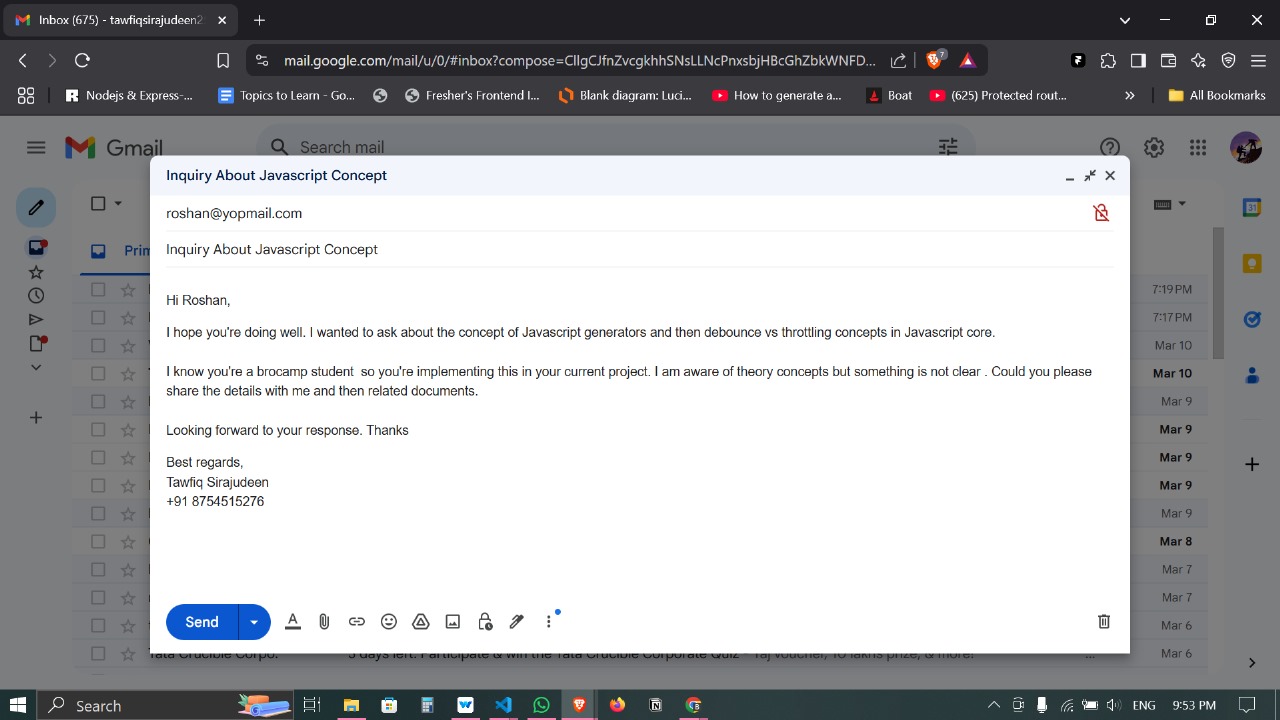 Inbox (675) - tawfiqsirajudeen2
mail.google.com/mail/u/0/#inbox?compose=CllgCJfnZvcgkhhSNsLLNcPnxsbjHBcGhZbkWNFD...
7
Nodejs & Express-...
Topics to Learn - Go...
Fresher's Frontend I...
Blank diagram: Luci...
How to generate a...
Boat
(625) Protected rout...
»
All Bookmarks
Gmail
Search mail
Inquiry About Javascript Concept
roshan@yopmail.com
Inquiry About Javascript Concept
Prim
Hi Roshan,
7:19 PM
I hope you're doing well. I wanted to ask about the concept of Javascript generators and then debounce vs throttling concepts in Javascript core.
7:17 PM
Mar 10
I know you're a brocamp student  so you're implementing this in your current project. I am aware of theory concepts but something is not clear . Could you please
Mar 10
share the details with me and then related documents.
Mar 9
Looking forward to your response. Thanks
Mar 9
Best regards,
Mar 9
Tawfiq Sirajudeen
Mar 9
+91 8754515276
Mar 9
Mar 8
Mar 7
Mar 7
Send
Mar 6
Tata Crucible Corpo.
3 days left: Participate & win the Tata Crucible Corporate Quiz - Taj voucher, 10 lakhs prize, & more!
Mar 6
Search
ENG
9:53 PM